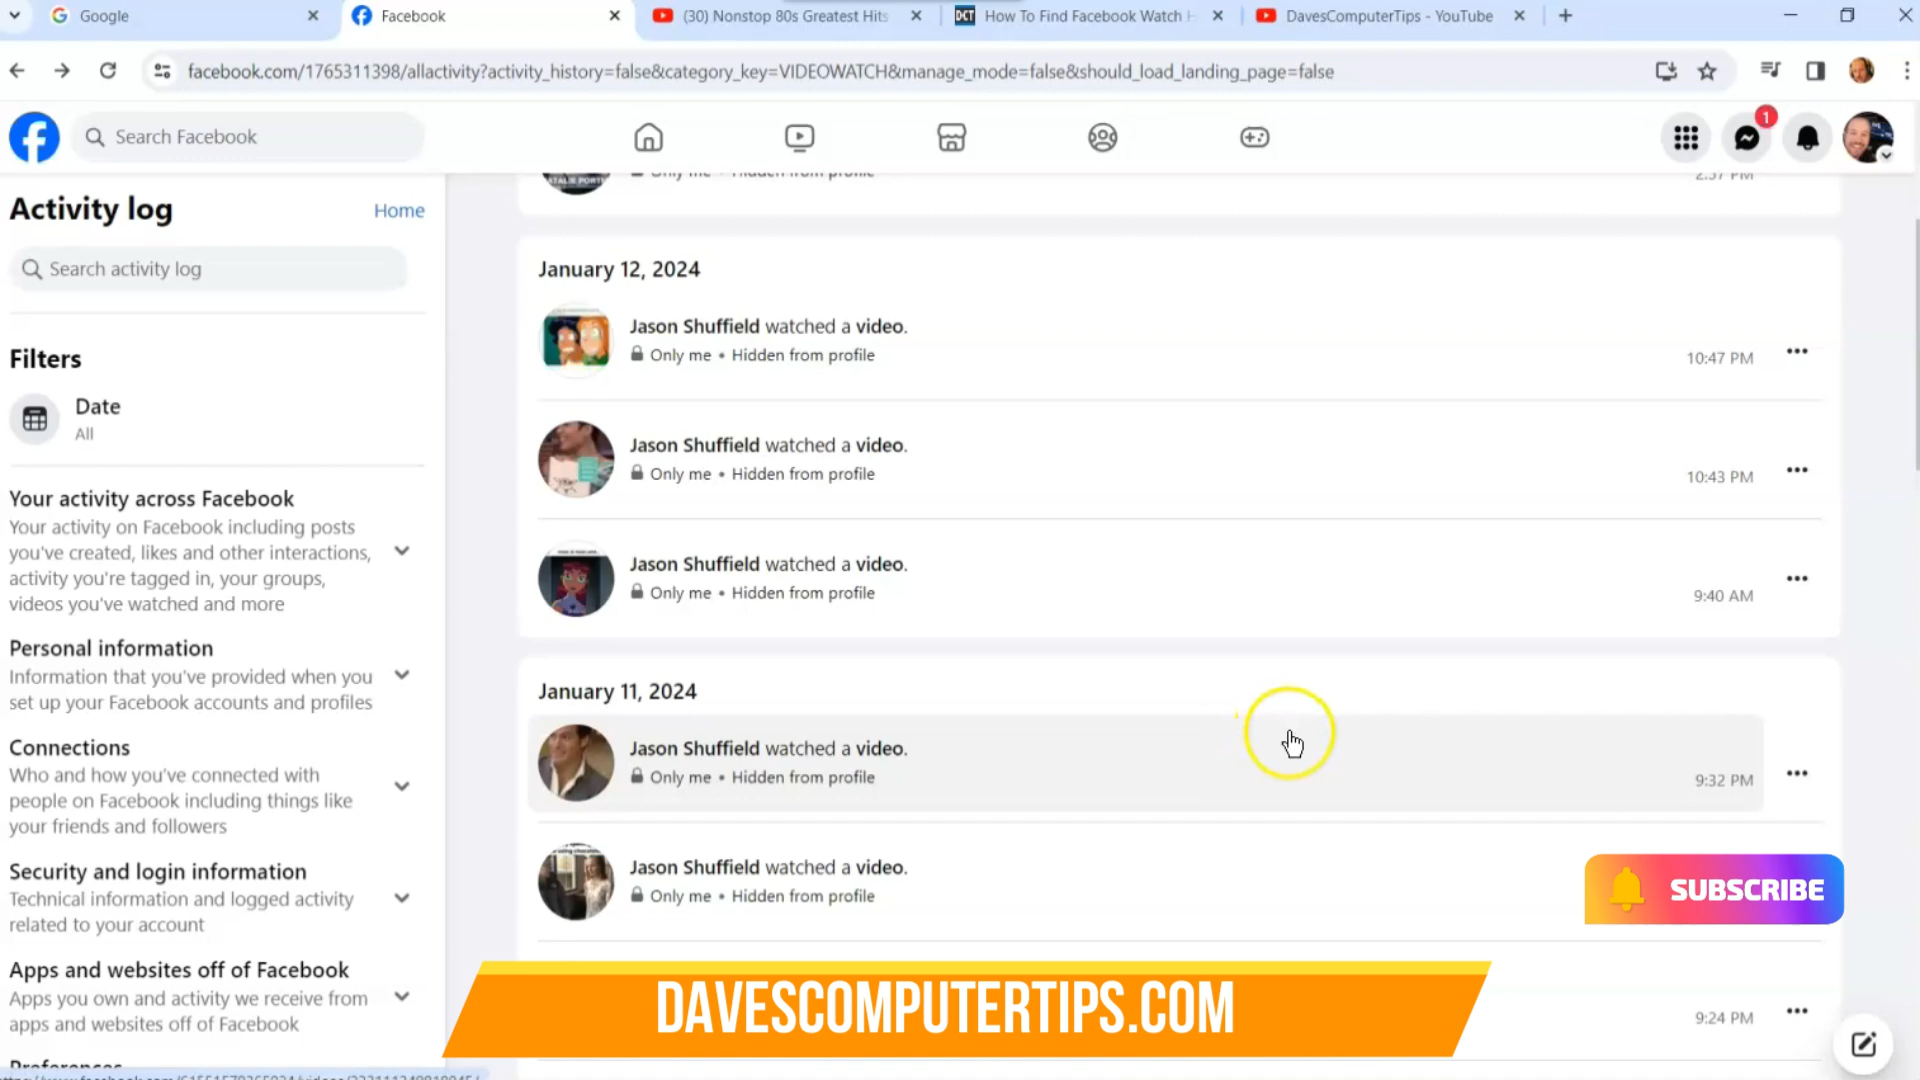 Google
Facebook
(30) Nonstop 80s Greatest Hits
DCT How To Find Facebook Watch H
DavesComputerTips - YouTube
facebook.com/1765311398/allactivity?activity_history=false&category_key=VIDEOWATCH&manage_mode=false&should_load_landing_page=false
Search Facebook
1
Activity log
Home
Search activity log
Filters
Date
All
Your activity across Facebook
Your activity on Facebook including posts
you've created, likes and other interactions,
activity you're tagged in, your groups,
videos you've watched and more
Personal information
Information that you've provided when you
set up your Facebook accounts and profiles
Connections
Who and how you've connected with
people on Facebook including things like
your friends and followers
Security and login information
Technical information and logged activity
related to your account
Apps and websites off of Facebook
Apps you own and activity we receive from
apps and websites off of Facebook
Preferences
Only me • Hidden from profile
2:37 PM
January 12, 2024
Jason Shuffield watched a video.
Only me • Hidden from profile
10:47 PM
Jason Shuffield watched a video.
Only me • Hidden from profile
10:43 PM
Jason Shuffield watched a video.
Only me • Hidden from profile
9:40 AM
January 11, 2024
Jason Shuffield watched a video.
Only me • Hidden from profile
9:32 PM
Jason Shuffield watched a video.
Only me • Hidden from profile
SUBSCRIBE
DAVESCOMPUTERTIPS.COM
9:24 PM